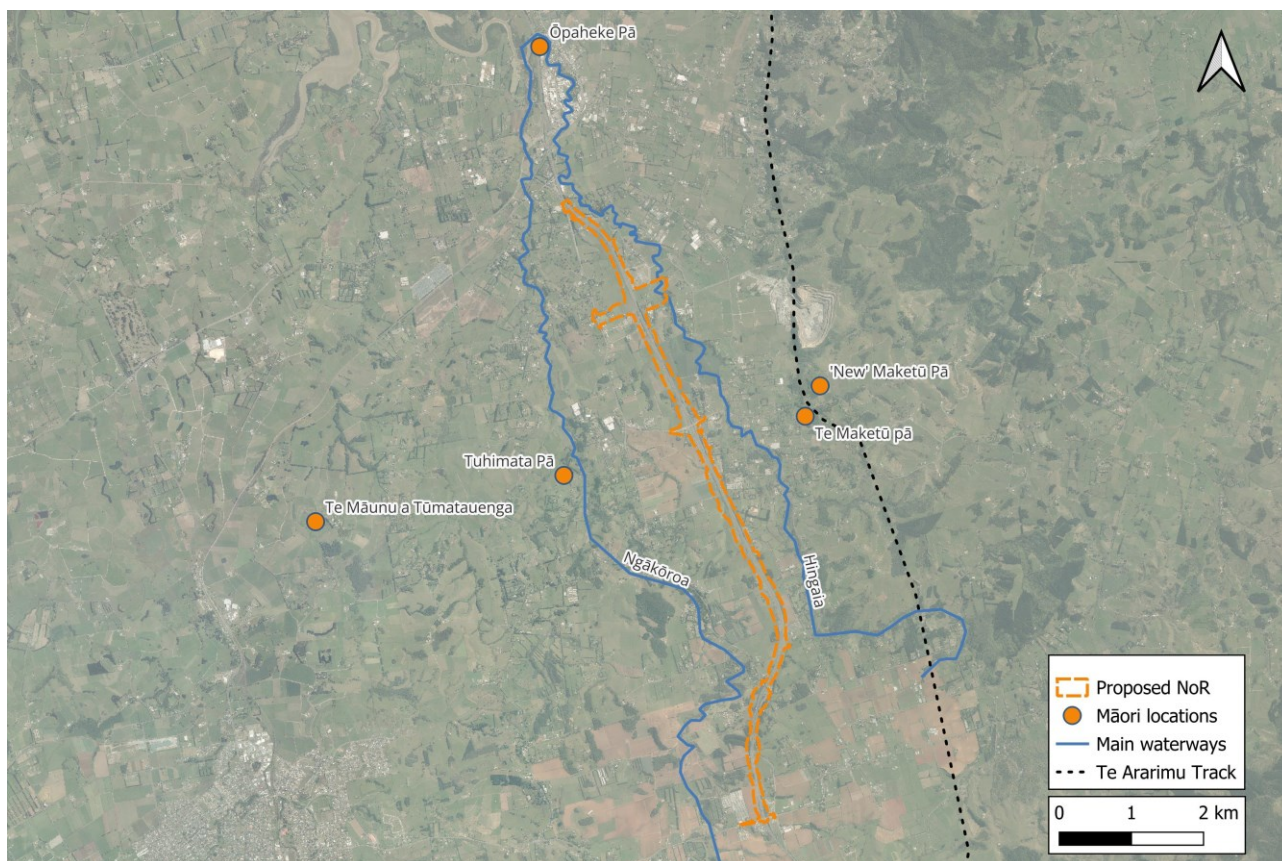 Ōpaheke Pā
'New' Maketū Pā
Te Maketū pā
Tuhimata Pā
Te Māunu a Tūmatauenga
Ngākōroa
Hingaia
Proposed NoR
Māori locations
Main waterways
Te Ararimu Track
0 1 2 km